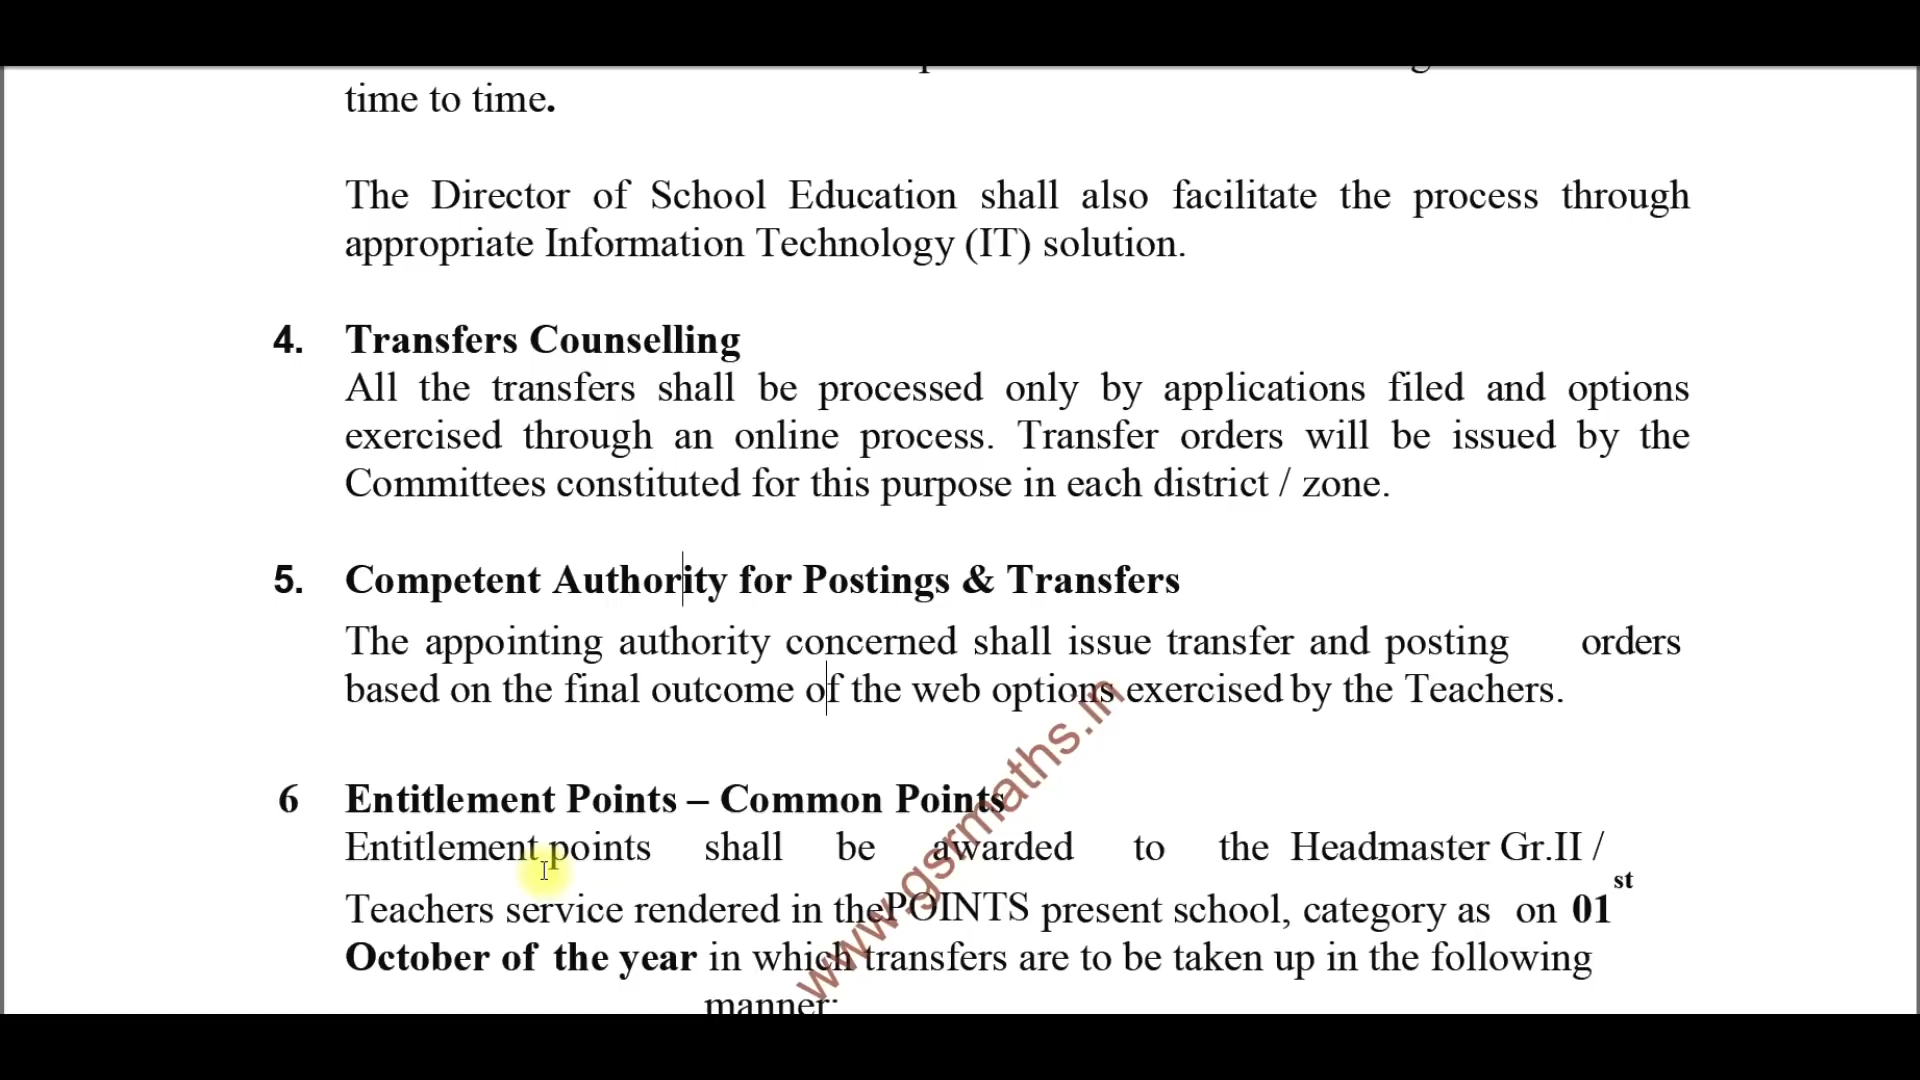 time to time.
The Director of School Education shall also facilitate the process through
appropriate Information Technology (IT) solution.
4. Transfers Counselling
All the transfers shall be processed only by applications filed and options
exercised through an online process. Transfer orders will be issued by the
Committees constituted for this purpose in each district / zone.
5. Competent Authority for Postings & Transfers
The appointing authority concerned shall issue transfer and posting orders
based on the final outcome of the web options exercised by the Teachers.
6 Entitlement Points – Common Points
Entitlement points shall be awarded to the Headmaster Gr.II /
Teachers service rendered in thePOINTS present school, category as on 01st
October of the year in which transfers are to be taken up in the following
manner:
www.gsrmaths.in